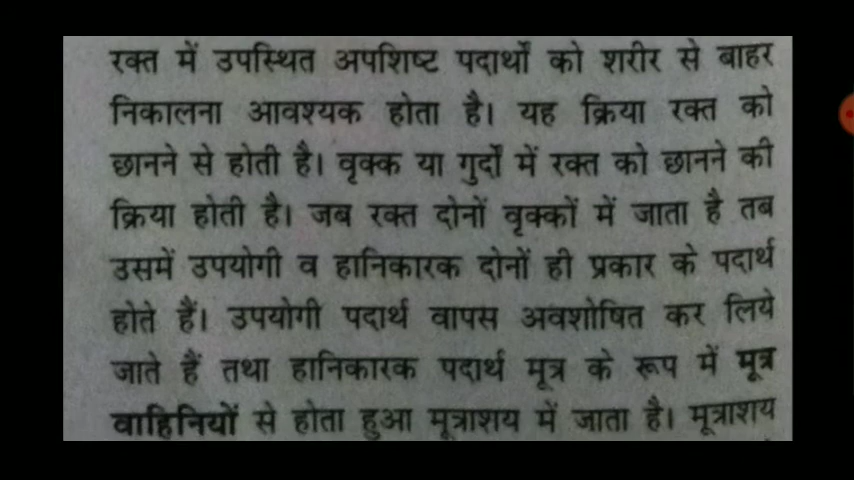 रक्त में उपस्थित अपशिष्ट पदार्थों को शरीर से बाहर
निकालना आवश्यक होता है। यह क्रिया रक्त को
छानने से होती है। वृक्क या गुर्दों में रक्त को छानने की
क्रिया होती है। जब रक्त दोनों वृक्कों में जाता है तब
उसमें उपयोगी व हानिकारक दोनों ही प्रकार के पदार्थ
होते हैं। उपयोगी पदार्थ वापस अवशोषित कर लिये
जाते हैं तथा हानिकारक पदार्थ मूत्र के रूप में मूत्र
वाहिनियों से होता हुआ मूत्राशय में जाता है। मूत्राशय